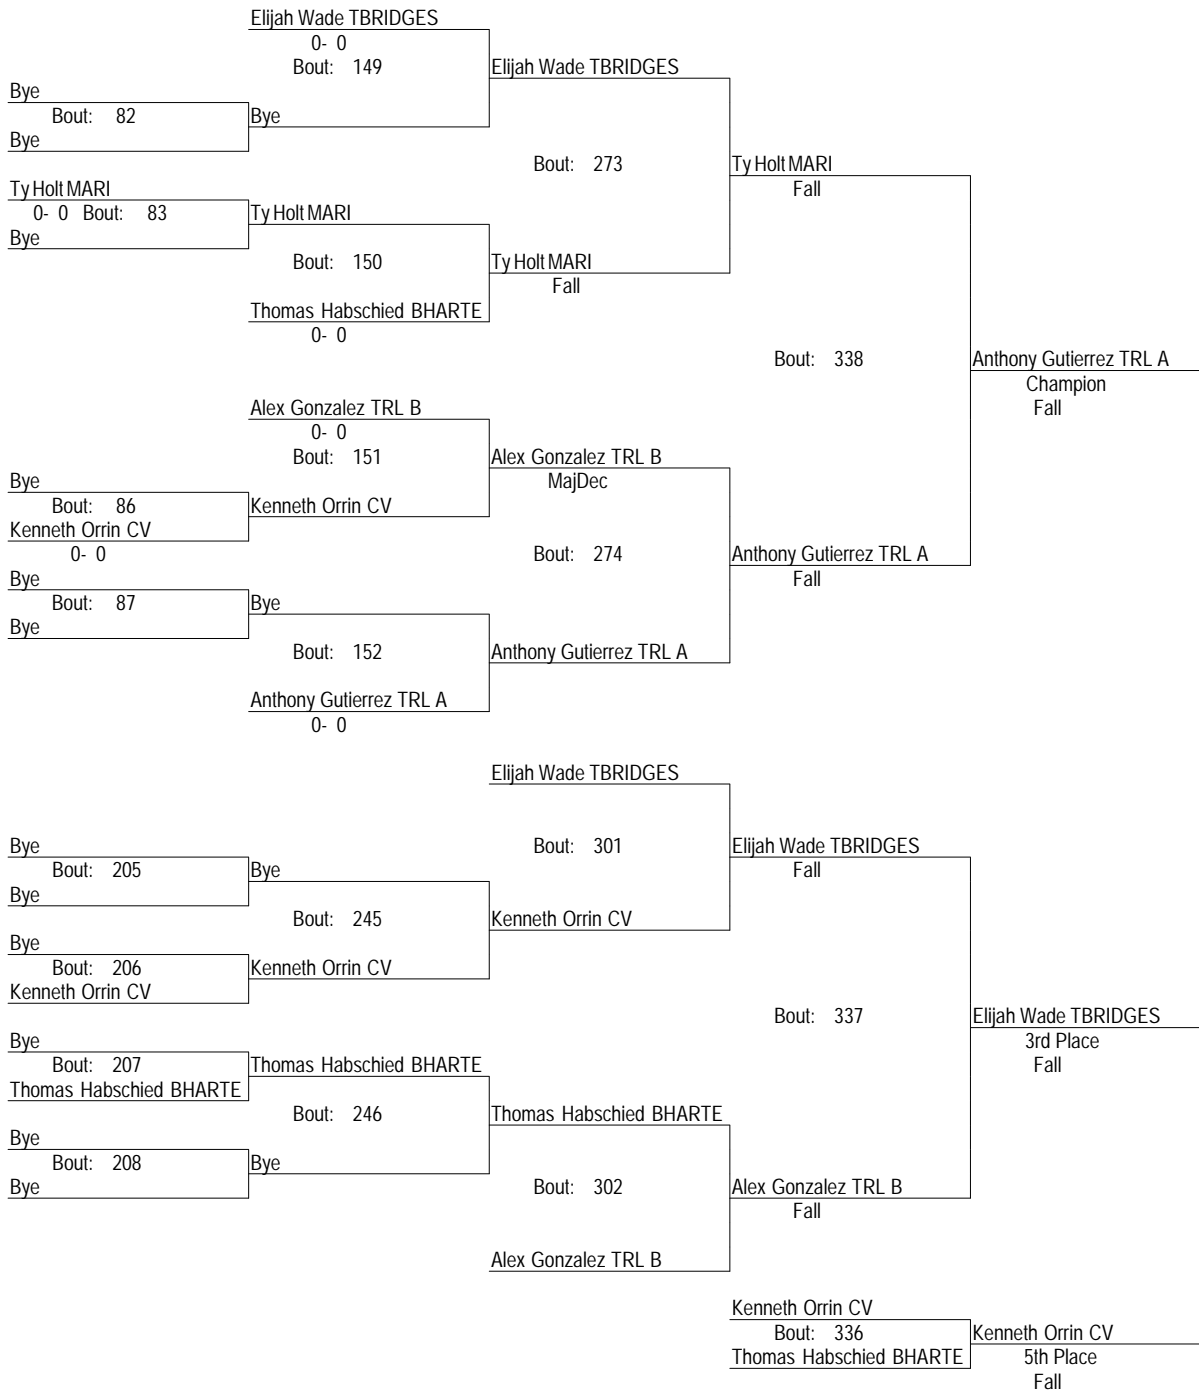 Elijah Wade TBRIDGES
0- 0
Bout: 149
Elijah Wade TBRIDGES
Bye
Bout: 82
Bye
Bye
Bout: 273
Ty Holt MARI
Fall
Ty Holt MARI
0- 0 Bout: 83
Ty Holt MARI
Bye
Bout: 150
Ty Holt MARI
Fall
Thomas Habschied BHARTE
0- 0
Bout: 338
Anthony Gutierrez TRL A
Champion
Fall
Alex Gonzalez TRL B
0- 0
Bout: 151
Alex Gonzalez TRL B
MajDec
Bye
Bout: 86
Kenneth Orrin CV
Kenneth Orrin CV
0- 0
Bout: 274
Anthony Gutierrez TRL A
Fall
Bye
Bout: 87
Bye
Bye
Bout: 152
Anthony Gutierrez TRL A
Anthony Gutierrez TRL A
0- 0
Elijah Wade TBRIDGES
Bye
Bout: 301
Elijah Wade TBRIDGES
Fall
Bout: 205
Bye
Bye
Bout: 245
Kenneth Orrin CV
Bye
Bout: 206
Kenneth Orrin CV
Kenneth Orrin CV
Bout: 337
Elijah Wade TBRIDGES
3rd Place
Fall
Bye
Bout: 207
Thomas Habschied BHARTE
Thomas Habschied BHARTE
Bout: 246
Thomas Habschied BHARTE
Bye
Bout: 208
Bye
Bye
Bout: 302
Alex Gonzalez TRL B
Fall
Alex Gonzalez TRL B
Kenneth Orrin CV
Bout: 336
Kenneth Orrin CV
Thomas Habschied BHARTE
5th Place
Fall